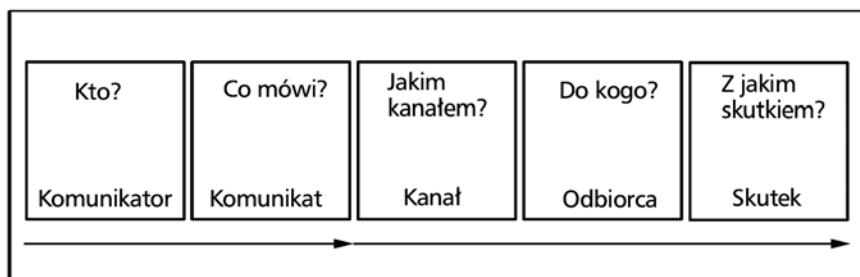 Kto?
Komunikator
Co mówi?
Komunikat
Jakim
kanałem?
Kanał
Do kogo?
Odbiorca
Z jakim
skutkiem?
Skutek